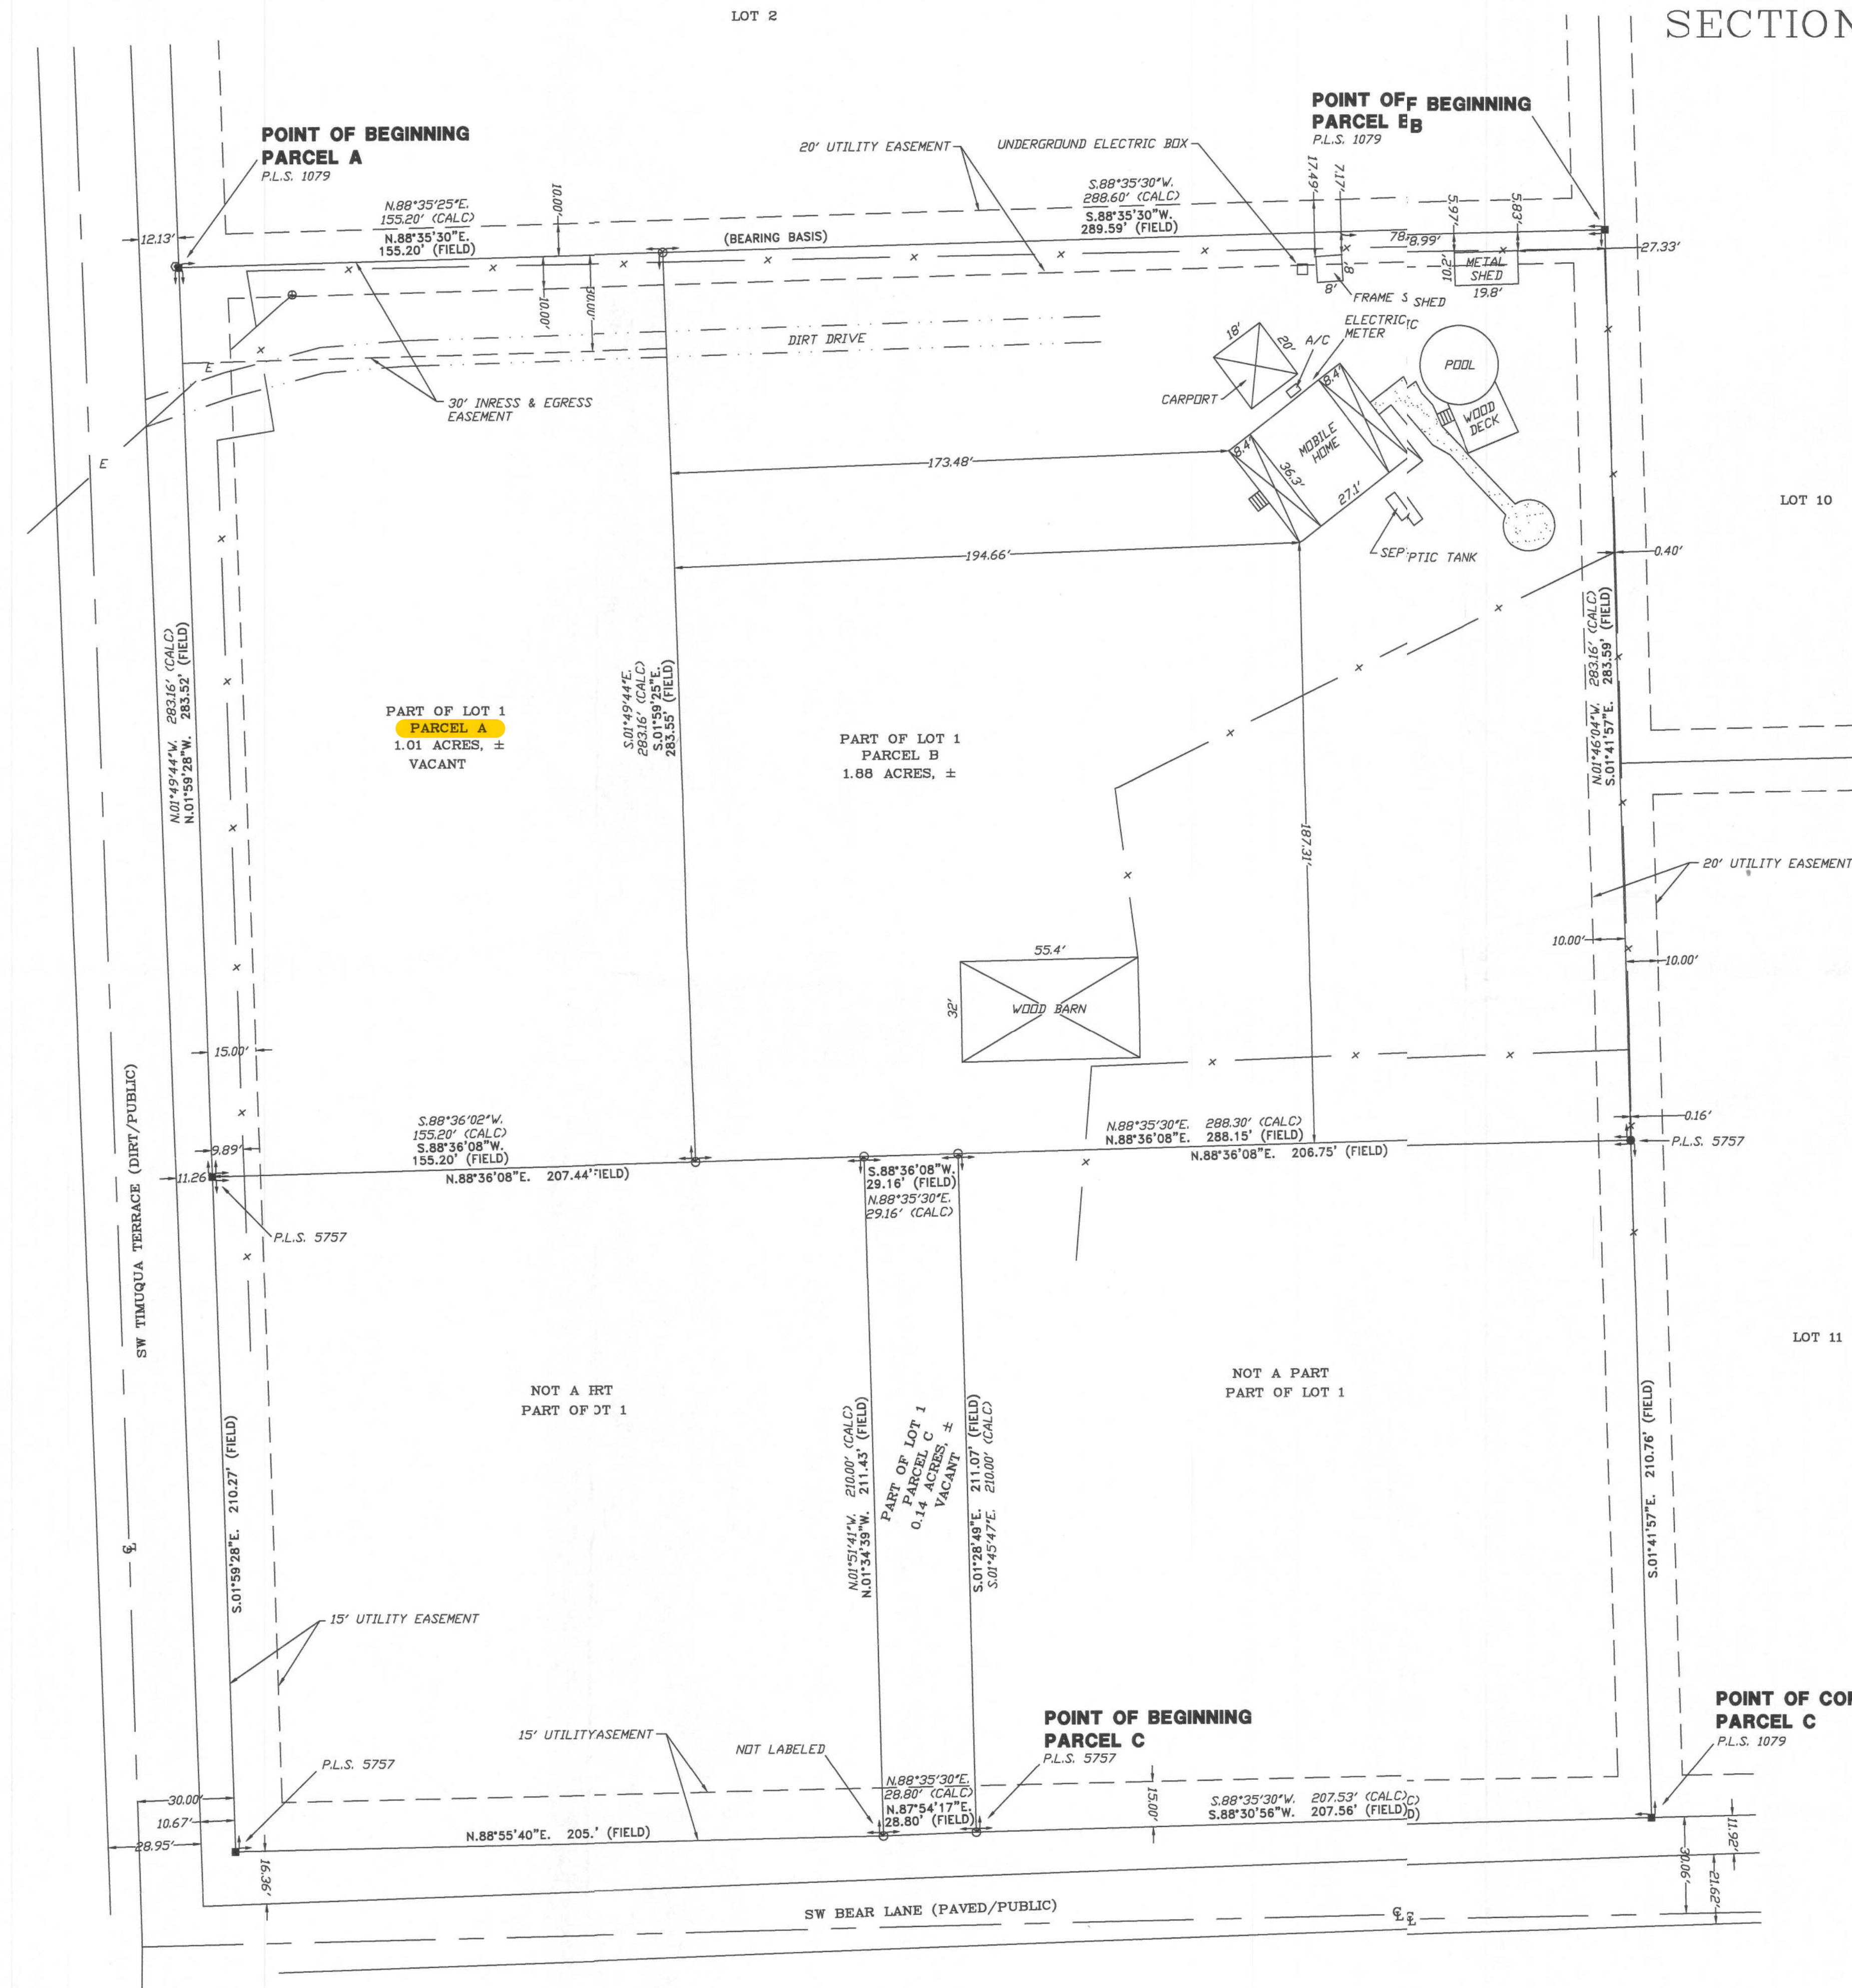 LOT 2
SECTION
POINT OF BEGINNING
PARCEL A
P.L.S. 1079
POINT OFF BEGINNING
PARCEL BB
P.L.S. 1079
20' UTILITY EASEMENT
UNDERGROUND ELECTRIC BOX
12.13'
N.88°35'25"E.
155.20' (CALC)
N.88°35'30"E.
155.20' (FIELD)
10.00'
(BEARING BASIS)
S.88°35'30"W.
288.60' (CALC)
S.88°35'30"W.
289.59' (FIELD)
17.49'
7.17'
5.97'
5.83'
78.99'
27.33'
10.2'
METAL
SHED
19.8'
8'
8'
FRAME S SHED
10.00'
30.00'
DIRT DRIVE
18'
20'
A/C
ELECTRIC
METER
CARPORT
POOL
WOOD
DECK
8.4'
8.4'
MOBILE
HOME
36.3'
27.1'
E
E
30' INRESS & EGRESS
EASEMENT
173.48'
194.66'
SEPTIC TANK
LOT 10
0.40'
N.01°49'44"W. 283.16' (CALC)
N.01°59'28"W. 283.52' (FIELD)
S.01°49'44"E.
283.16' (CALC)
S.01°59'25"E.
283.55' (FIELD)
N.01°46'04"W. 283.16' (CALC)
S.01°41'57"E. 283.59' (FIELD)
PART OF LOT 1
PARCEL A
1.01 ACRES, ±
VACANT
PART OF LOT 1
PARCEL B
1.88 ACRES, ±
187.31'
20' UTILITY EASEMENT
10.00'
10.00'
55.4'
32'
WOOD BARN
15.00'
SW TIMUQUA TERRACE (DIRT/PUBLIC)
9.89'
11.26
S.88°36'02"W.
155.20' (CALC)
S.88°36'08"W.
155.20' (FIELD)
N.88°36'08"E. 207.44' FIELD)
N.88°35'30"E. 288.30' (CALC)
N.88°36'08"E. 288.15' (FIELD)
N.88°36'08"E. 206.75' (FIELD)
0.16'
P.L.S. 5757
S.88°36'08"W.
29.16' (FIELD)
N.88°35'30"E.
29.16' (CALC)
P.L.S. 5757
LOT 11
NOT A PART
PART OF LOT 1
PART OF
S.01°59'28"E. 210.27' (FIELD)
N.01°51'41"W. 210.00' (CALC)
N.01°34'39"W. 211.43' (FIELD)
PART OF LOT 1
PARCEL C
0.14 ACRES, ±
VACANT
S.01°28'49"E. 211.07' (FIELD)
S.01°45'47"E. 210.00' (CALC)
S.01°41'57"E. 210.76' (FIELD)
15' UTILITY EASEMENT
P.L.S. 5757
15' UTILITYASEMENT
NOT LABELED
POINT OF BEGINNING
PARCEL C
P.L.S. 5757
POINT OF COM
PARCEL C
P.L.S. 1079
30.00'
10.67'
28.95'
16.36'
N.88°55'40"E. 205.' (FIELD)
N.88°35'30"E.
28.80' (CALC)
N.87°54'17"E.
28.80' (FIELD)
15.00'
S.88°35'30"W. 207.53' (CALC)
S.88°30'56"W. 207.56' (FIELD)
11.92'
30.06'
21.62'
SW BEAR LANE (PAVED/PUBLIC)